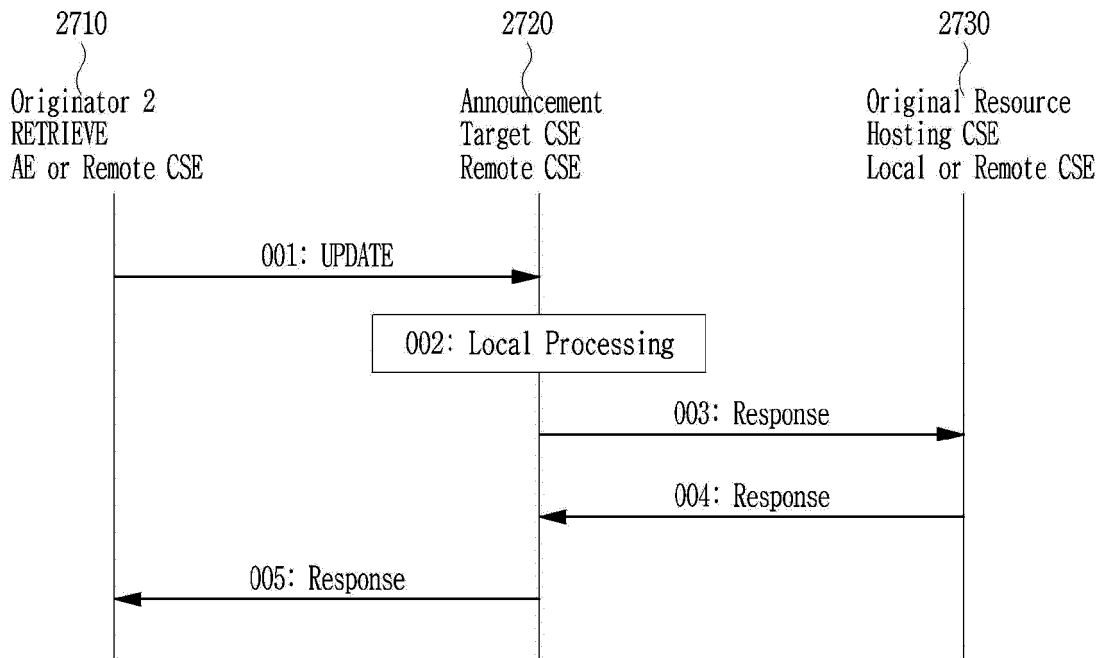 2710
2720
2730
Originator 2
RETRIEVE
AE or Remote CSE
Announcement
Target CSE
Remote CSE
Original Resource
Hosting CSE
Local or Remote CSE
001: UPDATE
002: Local Processing
003: Response
004: Response
005: Response